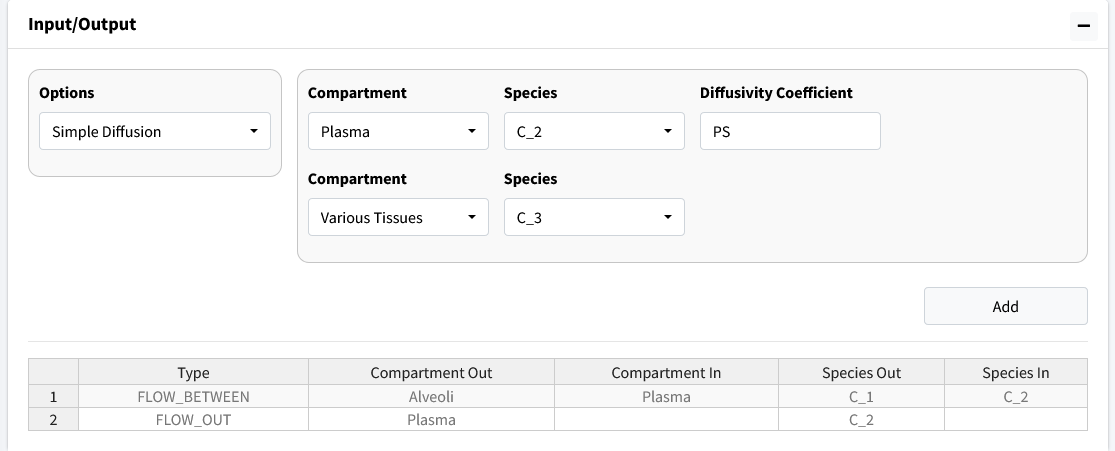 Input/Output
Options
Simple Diffusion
Compartment Species Diffusivity Coefficient
Plasma C_2 PS
Compartment Species
Various Tissues C_3
Add
Type Compartment Out Compartment In Species Out Species In
1 FLOW_BETWEEN Alveoli Plasma C_1 C_2
2 FLOW_OUT Plasma C_2